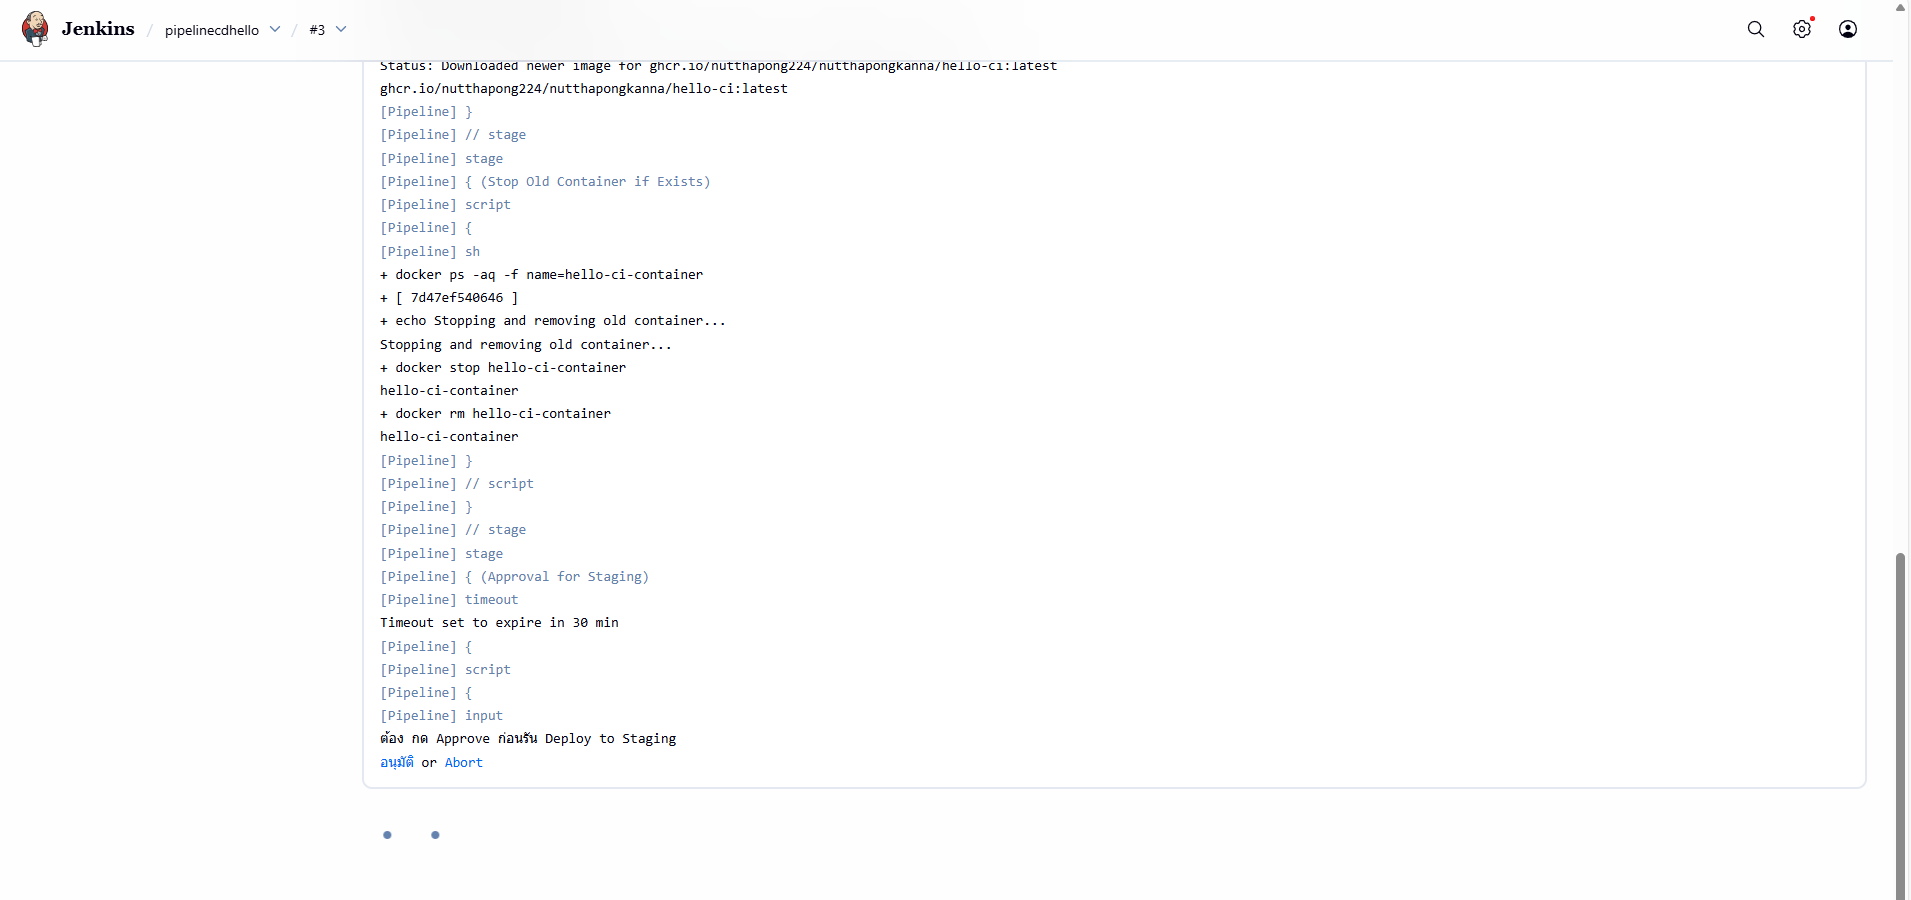 Jenkins / pipelinecdhello / #3
Status: Downloaded newer image for ghcr.io/nutthapong224/nutthapongkanna/hello-ci:latest
ghcr.io/nutthapong224/nutthapongkanna/hello-ci:latest
[Pipeline] }
[Pipeline] // stage
[Pipeline] stage
[Pipeline] { (Stop Old Container if Exists)
[Pipeline] script
[Pipeline] {
[Pipeline] sh
+ docker ps -aq -f name=hello-ci-container
+ [ 7d47ef540646 ]
+ echo Stopping and removing old container...
Stopping and removing old container...
+ docker stop hello-ci-container
hello-ci-container
+ docker rm hello-ci-container
hello-ci-container
[Pipeline] }
[Pipeline] // script
[Pipeline] }
[Pipeline] // stage
[Pipeline] stage
[Pipeline] { (Approval for Staging)
[Pipeline] timeout
Timeout set to expire in 30 min
[Pipeline] {
[Pipeline] script
[Pipeline] {
[Pipeline] input
ต้อง กด Approve ก่อนรัน Deploy to Staging
อนุมัติ or Abort